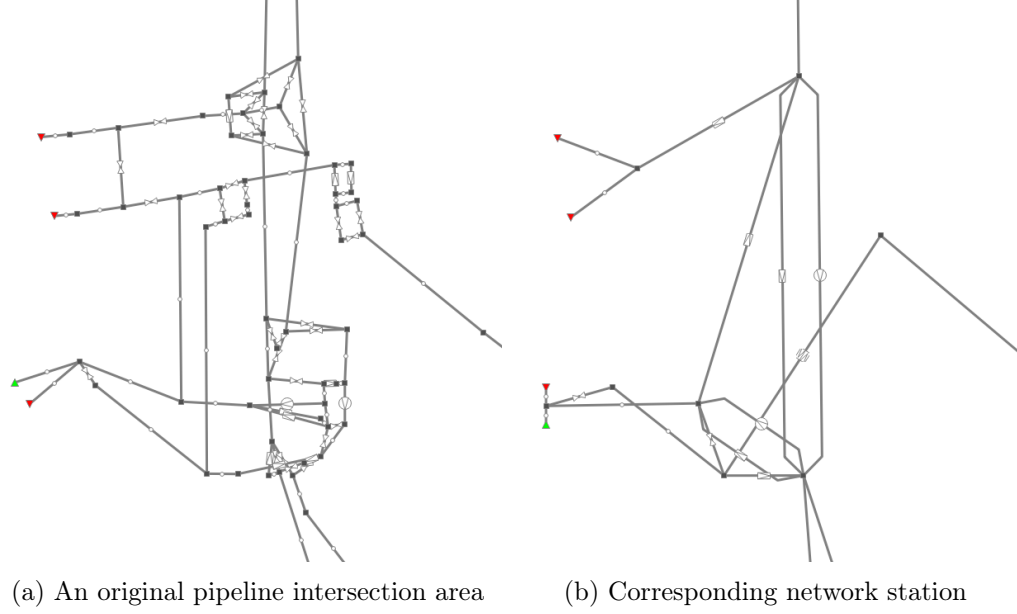 (a) An original pipeline intersection area
(b) Corresponding network station